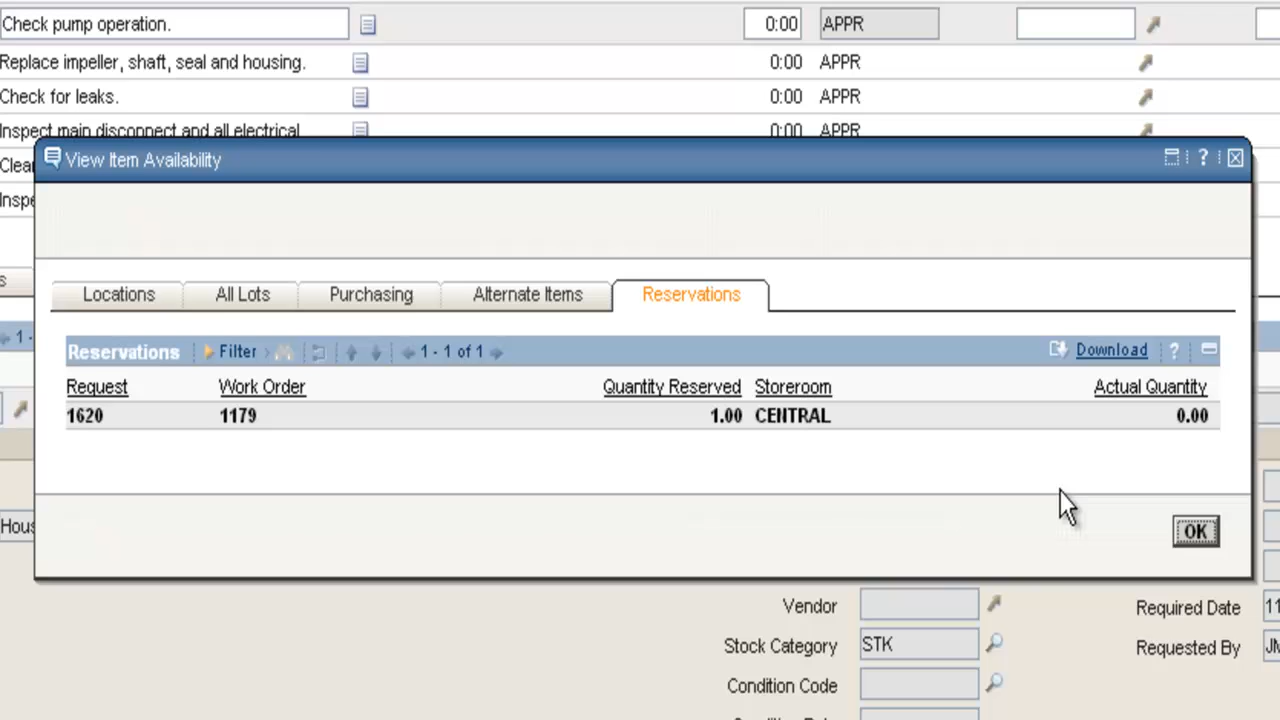 Check pump operation. 0:00 APPR
Replace impeller, shaft, seal and housing. 0:00 APPR
Check for leaks. 0:00 APPR
Inspect main disconnect and all electrical 0:00 APPR
View Item Availability ?
Locations All Lots Purchasing Alternate Items Reservations
1 -
Reservations Filter 1 - 1 of 1 Download ?
Request Work Order Quantity Reserved Storeroom Actual Quantity
1620 1179 1.00 CENTRAL 0.00
OK
Vendor Required Date 11
Stock Category STK Requested By JM
Condition Code